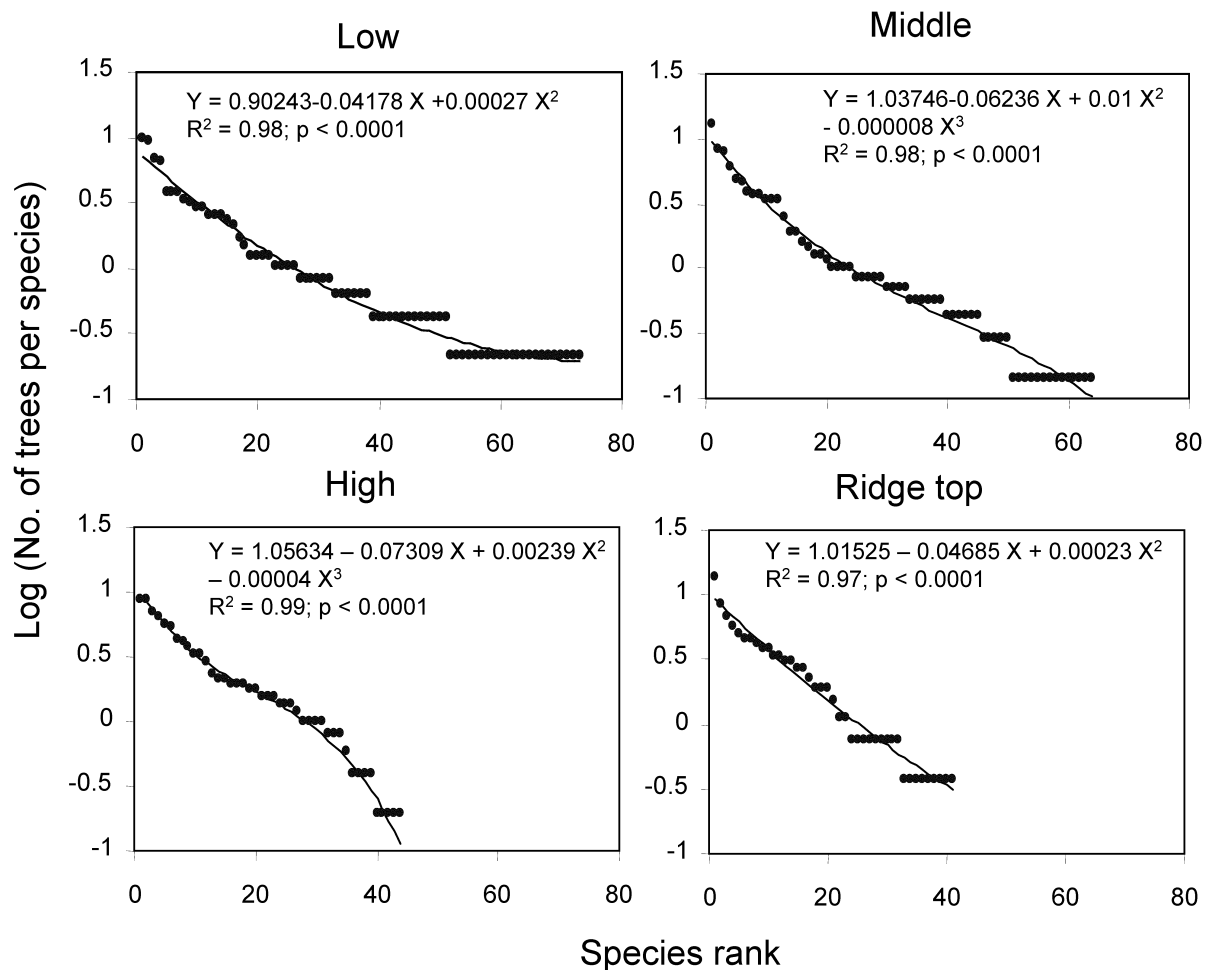 Low
Middle
Log (No. of trees per species)
1.5
1
0.5
0
-0.5
-1
Y = 0.90243-0.04178 X +0.00027 X²
R² = 0.98; p < 0.0001
0 20 40 60 80
1.5
1
0.5
0
-0.5
-1
Y = 1.03746-0.06236 X + 0.01 X²
- 0.000008 X³
R² = 0.98; p < 0.0001
0 20 40 60 80
High
Ridge top
1.5
1
0.5
0
-0.5
-1
Y = 1.05634 – 0.07309 X + 0.00239 X²
– 0.00004 X³
R² = 0.99; p < 0.0001
0 20 40 60 80
1.5
1
0.5
0
-0.5
-1
Y = 1.01525 – 0.04685 X + 0.00023 X²
R² = 0.97; p < 0.0001
0 20 40 60 80
Species rank